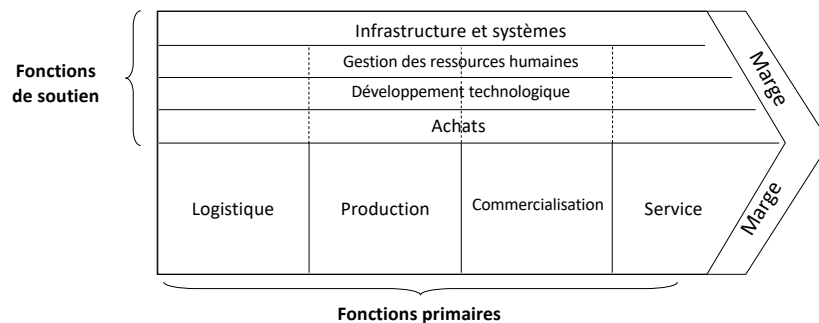 Infrastructure et systèmes
Gestion des ressources humaines
Développement technologique
Achats
Fonctions
de soutien
Marge
Logistique
Production
Commercialisation
Service
Marge
Fonctions primaires